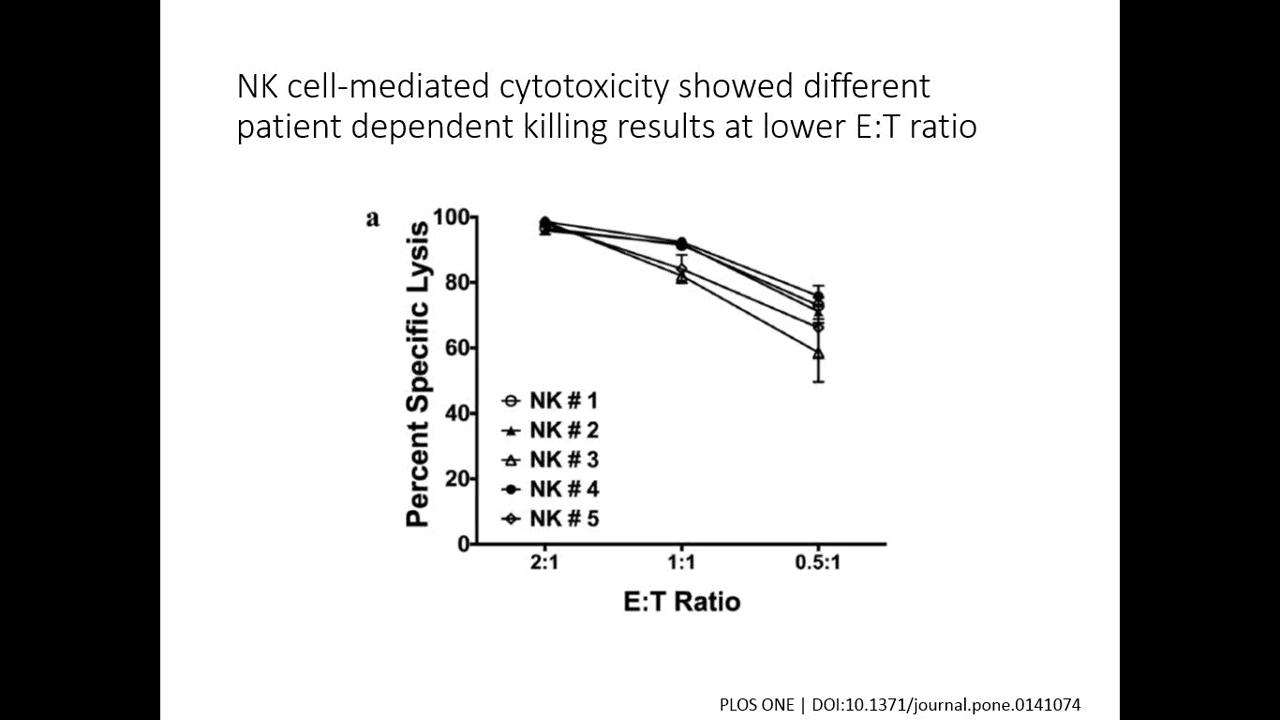 NK cell-mediated cytotoxicity showed different
patient dependent killing results at lower E:T ratio
a
Percent Specific Lysis
100
80
60
40
20
0
NK # 1
NK # 2
NK # 3
NK # 4
NK # 5
2:1 1:1 0.5:1
E:T Ratio
PLOS ONE | DOI:10.1371/journal.pone.0141074